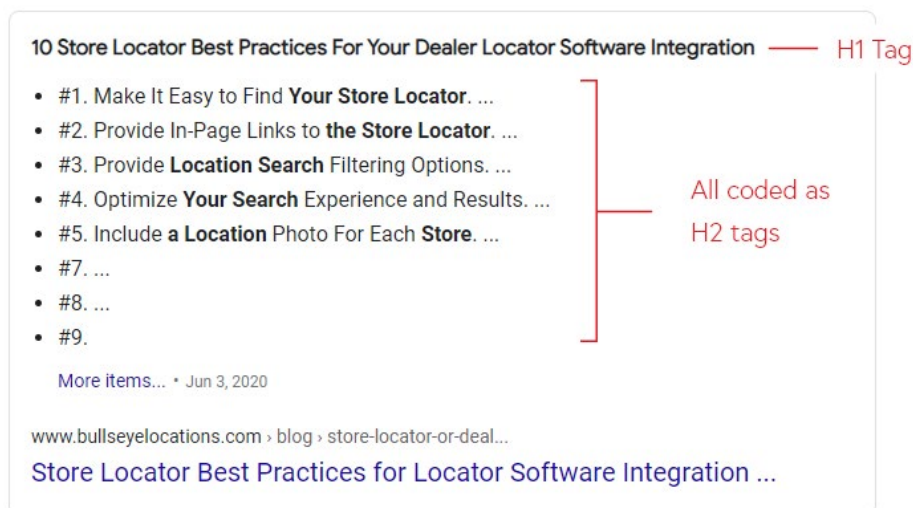 10 Store Locator Best Practices For Your Dealer Locator Software Integration
H1 Tag
• #1. Make It Easy to Find Your Store Locator. ...
• #2. Provide In-Page Links to the Store Locator. ...
• #3. Provide Location Search Filtering Options. ...
• #4. Optimize Your Search Experience and Results. ...
• #5. Include a Location Photo For Each Store. ...
• #7. ...
• #8. ...
• #9.
All coded as
H2 tags
More items... • Jun 3, 2020
www.bullseyelocations.com › blog › store-locator-or-deal...
Store Locator Best Practices for Locator Software Integration ...